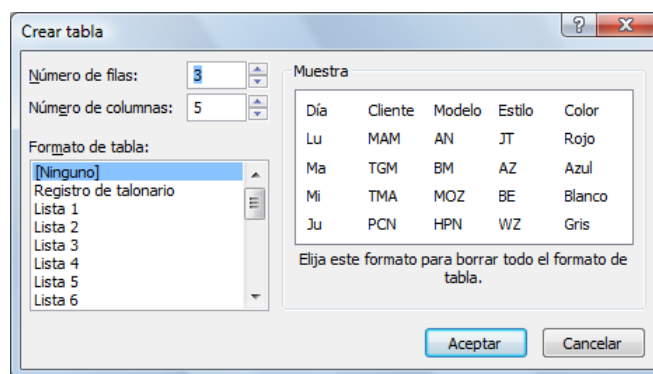 Crear tabla
Número de filas: 3
Número de columnas: 5
Formato de tabla:
[Ninguno]
Registro de talonario
Lista 1
Lista 2
Lista 3
Lista 4
Lista 5
Lista 6
Muestra
Día Cliente Modelo Estilo Color
Lu MAM AN JT Rojo
Ma TGM BM AZ Azul
Mi TMA MOZ BE Blanco
Ju PCN HPN WZ Gris
Elija este formato para borrar todo el formato de
tabla.
Aceptar Cancelar